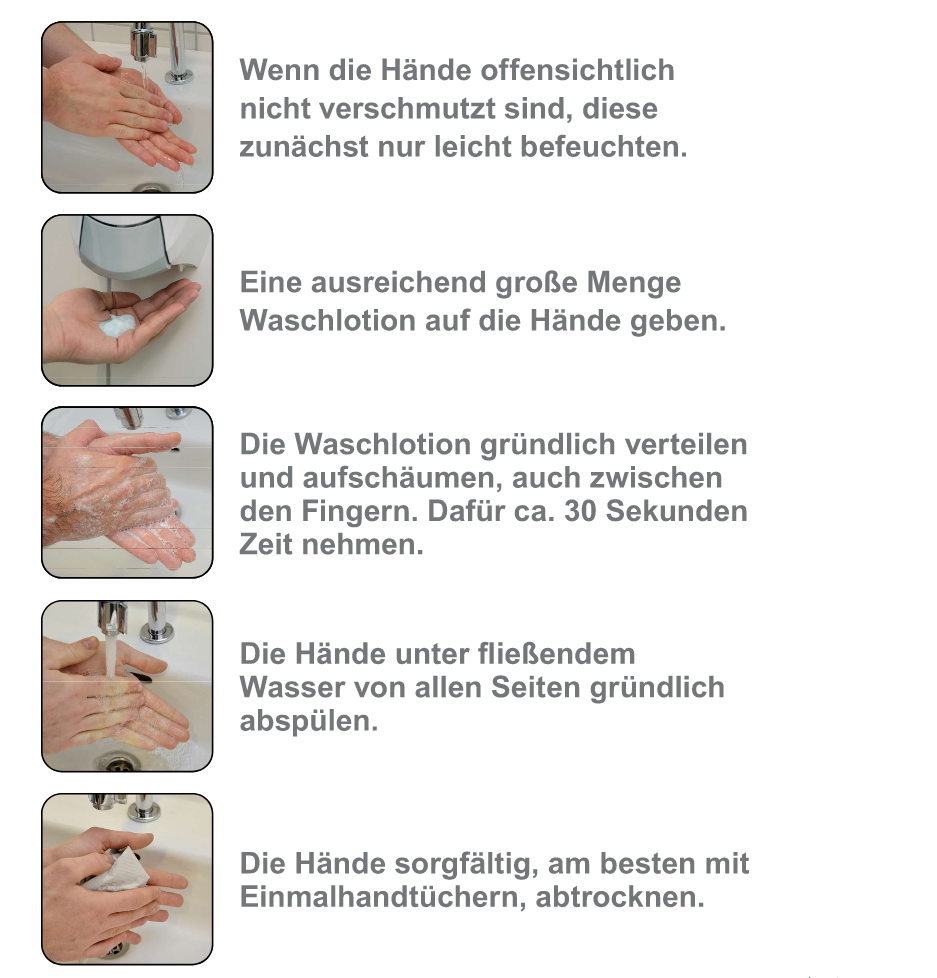 Wenn die Hände offensichtlich
nicht verschmutzt sind, diese
zunächst nur leicht befeuchten.
Eine ausreichend große Menge
Waschlotion auf die Hände geben.
Die Waschlotion gründlich verteilen
und aufschäumen, auch zwischen
den Fingern. Dafür ca. 30 Sekunden
Zeit nehmen.
Die Hände unter fließendem
Wasser von allen Seiten gründlich
abspülen.
Die Hände sorgfältig, am besten mit
Einmalhandtüchern, abtrocknen.